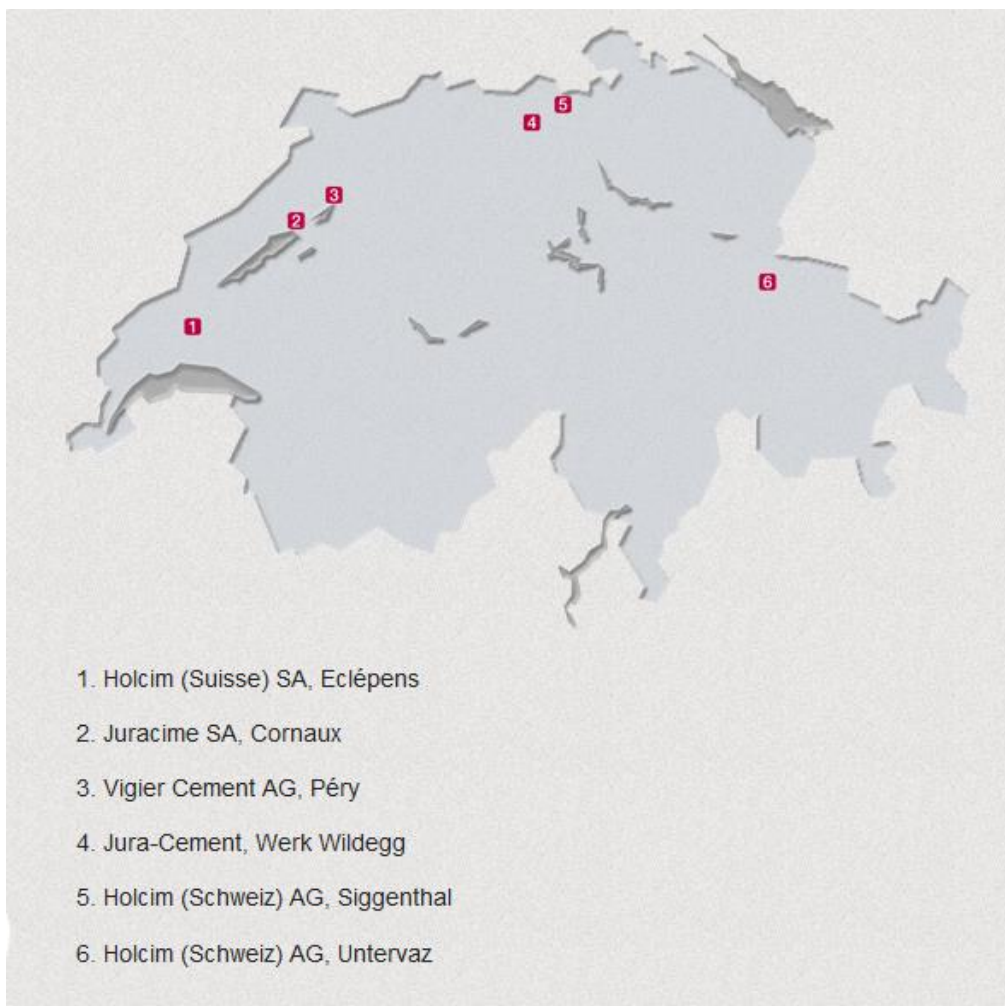 5
4
3
2
6
1
1. Holcim (Suisse) SA, Eclépens
2. Juracime SA, Cornaux
3. Vigier Cement AG, Péry
4. Jura-Cement, Werk Wildegg
5. Holcim (Schweiz) AG, Siggenthal
6. Holcim (Schweiz) AG, Untervaz